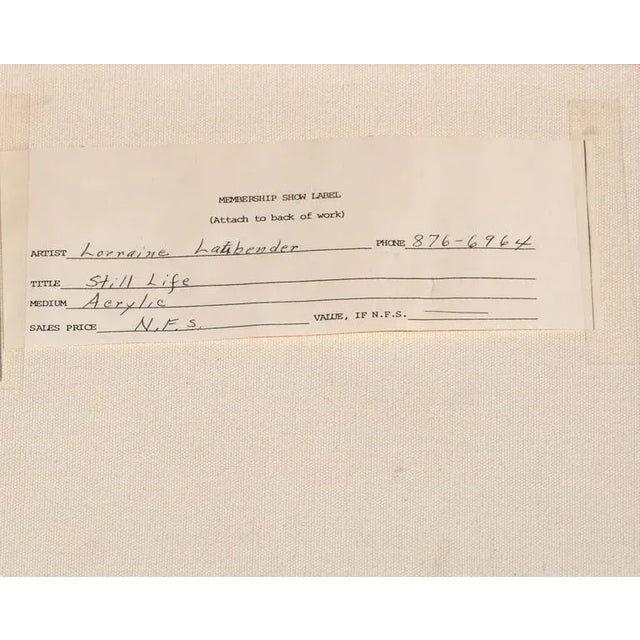 MEMBERSHIP SHOW LABEL
(Attach to back of work)
ARTIST Lorraine PHONE 876-6964
TITLE Still Life
MEDIUM Acrylic
SALES PRICE N.F.S. VALUE, IF N.F.S.